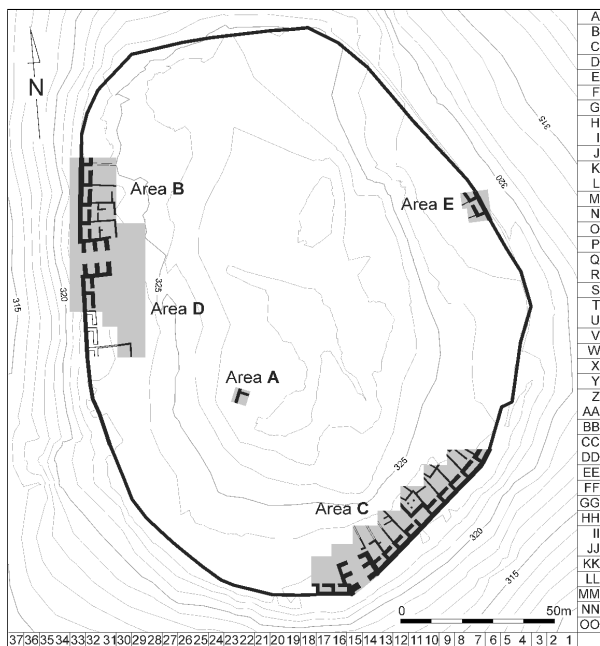 A
B
C
D
E
F
G
H
I
J
K
L
M
N
O
P
Q
R
S
T
U
V
W
X
Y
Z
AA
BB
CC
DD
EE
FF
GG
HH
II
JJ
KK
LL
MM
NN
OO
N
315
320
Area B
Area E
315
320
325
Area D
Area A
325
Area C
320
315
0 50m
37 36 35 34 33 32 31 30 29 28 27 26 25 24 23 22 21 20 19 18 17 16 15 14 13 12 11 10 9 8 7 6 5 4 3 2 1